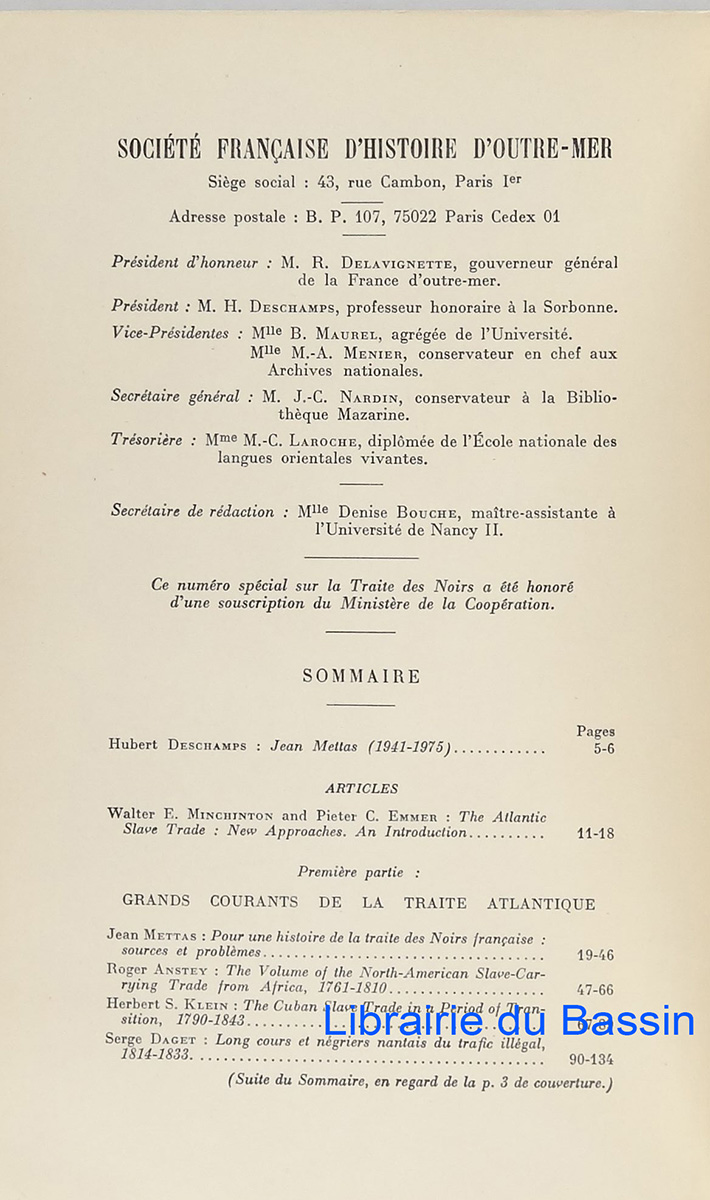 SOCIÉTÉ FRANÇAISE D'HISTOIRE D'OUTRE-MER
Siège social : 43, rue Cambon, Paris Ier
Adresse postale : B. P. 107, 75022 Paris Cedex 01
Président d'honneur : M. R. DELAVIGNETTE, gouverneur général
de la France d'outre-mer.
Président : M. H. DESCHAMPS, professeur honoraire à la Sorbonne.
Vice-Présidentes : Mlle B. MAUREL, agrégée de l'Université.
Mlle M.-A. MENIER, conservateur en chef aux
Archives nationales.
Secrétaire général : M. J.-C. NARDIN, conservateur à la Biblio-
thèque Mazarine.
Trésorière : Mme M.-C. LAROCHE, diplômée de l'École nationale des
langues orientales vivantes.
Secrétaire de rédaction : Mlle Denise BOUCHE, maître-assistante à
l'Université de Nancy II.
Ce numéro spécial sur la Traite des Noirs a été honoré
d'une souscription du Ministère de la Coopération.
SOMMAIRE
Pages
Hubert DESCHAMPS : Jean Mettas (1941-1975)............ 5-6
ARTICLES
Walter E. MINCHINTON and Pieter C. EMMER : The Atlantic
Slave Trade : New Approaches. An Introduction.......... 11-18
Première partie :
GRANDS COURANTS DE LA TRAITE ATLANTIQUE
Jean METTAS : Pour une histoire de la traite des Noirs française :
sources et problèmes.................................... 19-46
Roger ANSTEY : The Volume of the North-American Slave-Car-
rying Trade from Africa, 1761-1810.................... 47-66
Herbert S. KLEIN : The Cuban Slave Trade in a Period of Tran-
sition, 1790-1843....................................
Serge DAGET : Long cours et négriers nantais du trafic illégal,
1814-1833............................................. 90-134
(Suite du Sommaire, en regard de la p. 3 de couverture.)
Librairie du Bassin